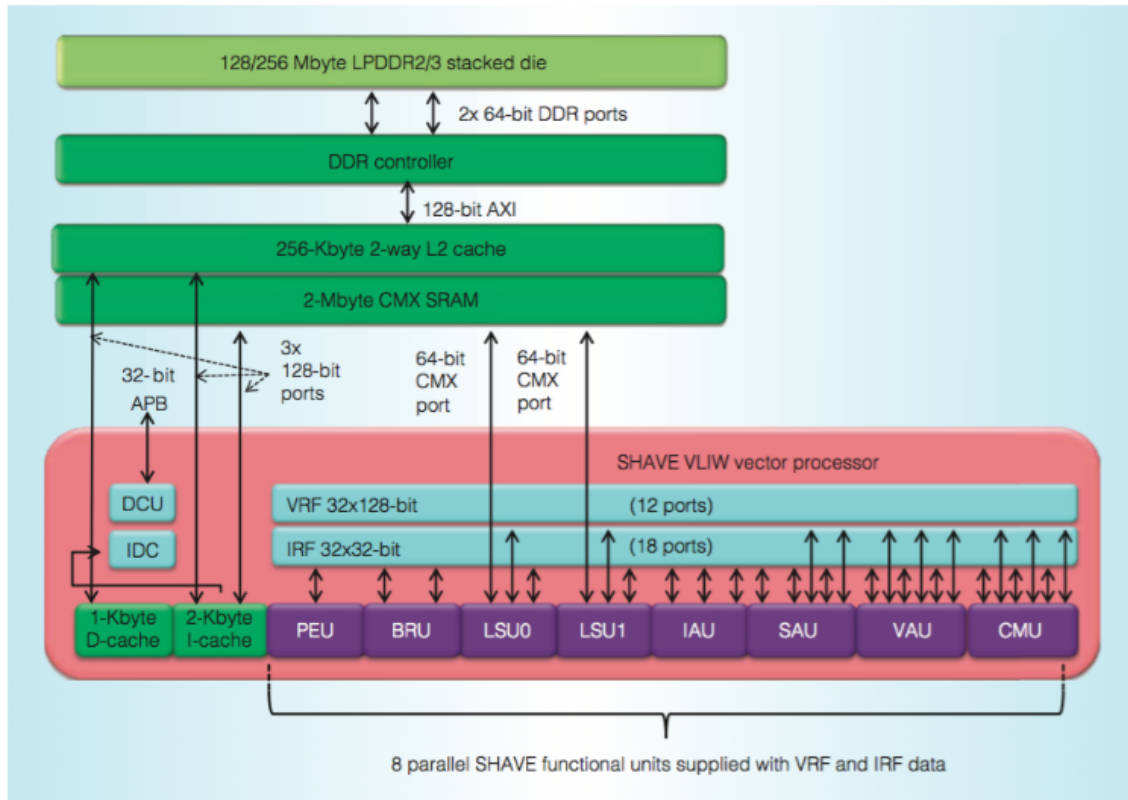 128/256 Mbyte LPDDR2/3 stacked die
2x 64-bit DDR ports
DDR controller
128-bit AXI
256-Kbyte 2-way L2 cache
2-Mbyte CMX SRAM
32-bit
APB
3x
128-bit
ports
64-bit
CMX
port
64-bit
CMX
port
SHAVE VLIW vector processor
DCU
VRF 32x128-bit
(12 ports)
IDC
IRF 32x32-bit
(18 ports)
1-Kbyte
D-cache
2-Kbyte
I-cache
PEU
BRU
LSU0
LSU1
IAU
SAU
VAU
CMU
8 parallel SHAVE functional units supplied with VRF and IRF data